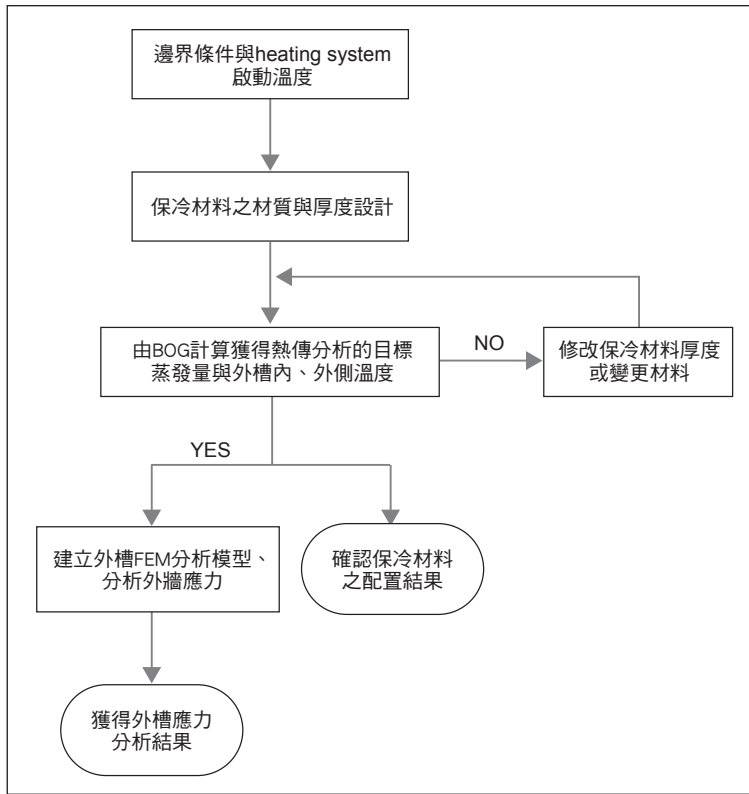 邊界條件與heating system
啟動溫度
保冷材料之材質與厚度設計
由BOG計算獲得熱傳分析的目標
蒸發量與外槽內、外側溫度
NO
修改保冷材料厚度
或變更材料
YES
建立外槽FEM分析模型、
分析外牆應力
確認保冷材料
之配置結果
獲得外槽應力
分析結果